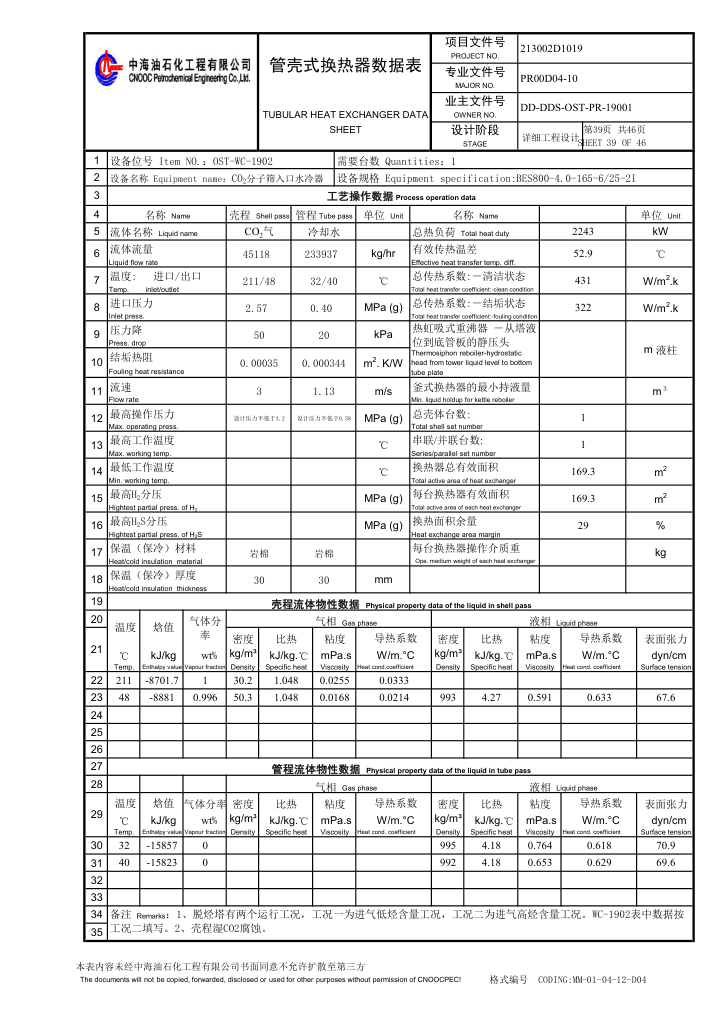 中海油石化工程有限公司
CNOOC Petrochemical Engineering Co.,Ltd.
管壳式换热器数据表
TUBULAR HEAT EXCHANGER DATA
SHEET
项目文件号
PROJECT NO.
213002D1019
专业文件号
MAJOR NO.
PR00D04-10
业主文件号
OWNER NO.
DD-DDS-OST-PR-19001
设计阶段
STAGE
详细工程设计
第39页 共46页
SHEET 39 OF 46
1 设备位号 Item NO.：OST-WC-1902 需要台数 Quantities：1
2 设备名称 Equipment name：CO2分子筛入口水冷器 设备规格 Equipment specification:BES800-4.0-165-6/25-2I
3 工艺操作数据 Process operation data
4 名称 Name 壳程 Shell pass 管程 Tube pass 单位 Unit 名称 Name 单位 Unit
5 流体名称 Liquid name CO2气 冷却水 总热负荷 Total heat duty 2243 kW
6 流体流量 45118 233937 kg/hr 有效传热温差 52.9 ℃
Liquid flow rate Effective heat transfer temp. diff.
7 温度: 进口/出口 211/48 32/40 ℃ 总传热系数:－清洁状态 431 W/m2.k
Temp. inlet/outlet Total heat transfer coefficient:-clean condition
8 进口压力 2.57 0.40 MPa (g) 总传热系数:－结垢状态 322 W/m2.k
Inlet press. Total heat transfer coefficient:-fouling condition
9 压力降 50 20 kPa 热虹吸式重沸器 －从塔液
Press. drop 位到底管板的静压头 m 液柱
10 结垢热阻 0.00035 0.000344 m2. K/W Thermosiphon reboiler-hydrostatic
Fouling heat resistance head from tower liquid level to bottom
tube plate
11 流速 3 1.13 m/s 釜式换热器的最小持液量 m3
Flow rate Min. liquid holdup for kettle reboiler
12 最高操作压力 设计压力不低于3.2 设计压力不低于0.58 MPa (g) 总壳体台数: 1
Max. operating press. Total shell set number
13 最高工作温度 ℃ 串联/并联台数: 1
Max. working temp. Series/parallel set number
14 最低工作温度 ℃ 换热器总有效面积 169.3 m2
Min. working temp. Total active area of heat exchanger
15 最高H2分压 MPa (g) 每台换热器有效面积 169.3 m2
Hightest partial press. of H2 Total active area of each heat exchanger
16 最高H2S分压 MPa (g) 换热面积余量 29 %
Hightest partial press. of H2S Heat exchange area margin
17 保温（保冷）材料 岩棉 岩棉 每台换热器操作介质重 kg
Heat/cold insulation material Ope. medium weight of each heat exchanger
18 保温（保冷）厚度 30 30 mm
Heat/cold insulation thickness
19 壳程流体物性数据 Physical property data of the liquid in shell pass
20 温度 焓值 气体分率 气相 Gas phase 液相 Liquid phase
21 密度 比热 粘度 导热系数 密度 比热 粘度 导热系数 表面张力
℃ kJ/kg wt% kg/m³ kJ/kg.℃ mPa.s W/m.°C kg/m³ kJ/kg.℃ mPa.s W/m.°C dyn/cm
Temp. Enthalpy value Vapour fraction Density Specific heat Viscosity Heat cond.coefficient Density Specific heat Viscosity Heat cond. coefficient Surface tension
22 211 -8701.7 1 30.2 1.048 0.0255 0.0333
23 48 -8881 0.996 50.3 1.048 0.0168 0.0214 993 4.27 0.591 0.633 67.6
24
25
26
27 管程流体物性数据 Physical property data of the liquid in tube pass
28 气相 Gas phase 液相 Liquid phase
29 温度 焓值 气体分率 密度 比热 粘度 导热系数 密度 比热 粘度 导热系数 表面张力
℃ kJ/kg wt% kg/m³ kJ/kg.℃ mPa.s W/m.°C kg/m³ kJ/kg.℃ mPa.s W/m.°C dyn/cm
Temp. Enthalpy value Vapour fraction Density Specific heat Viscosity Heat cond. coefficient Density Specific heat Viscosity Heat cond. coefficient Surface tension
30 32 -15857 0 995 4.18 0.764 0.618 70.9
31 40 -15823 0 992 4.18 0.653 0.629 69.6
32
33
34 备注 Remarks：1、脱烃塔有两个运行工况，工况一为进气低烃含量工况，工况二为进气高烃含量工况。WC-1902表中数据按
35 工况二填写。2、壳程湿CO2腐蚀。
本表内容未经中海油石化工程有限公司书面同意不允许扩散至第三方
The documents will not be copied, forwarded, disclosed or used for other purposes without permission of CNOOCPEC! 格式编号 CODING:MM-01-04-12-D04